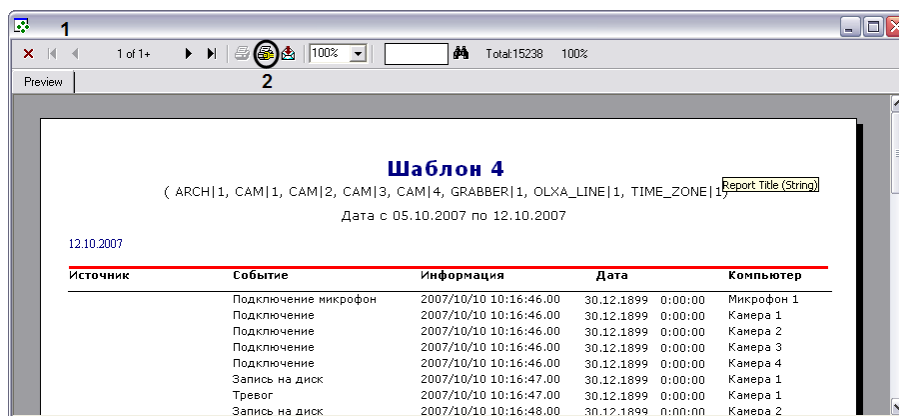 1
1 of 1+ 100% Total:15238 100%
2
Preview
Шаблон 4
( ARCH|1, CAM|1, CAM|2, CAM|3, CAM|4, GRABBER|1, OLXA_LINE|1, TIME_ZONE|1)
Report Title (String)
Дата с 05.10.2007 по 12.10.2007
12.10.2007
Источник Событие Информация Дата Компьютер
Подключение микрофон 2007/10/10 10:16:46.00 30.12.1899 0:00:00 Микрофон 1
Подключение 2007/10/10 10:16:46.00 30.12.1899 0:00:00 Камера 1
Подключение 2007/10/10 10:16:46.00 30.12.1899 0:00:00 Камера 2
Подключение 2007/10/10 10:16:46.00 30.12.1899 0:00:00 Камера 3
Подключение 2007/10/10 10:16:46.00 30.12.1899 0:00:00 Камера 4
Запись на диск 2007/10/10 10:16:47.00 30.12.1899 0:00:00 Камера 1
Тревог 2007/10/10 10:16:47.00 30.12.1899 0:00:00 Камера 1
Запись на диск 2007/10/10 10:16:48.00 30.12.1899 0:00:00 Камера 2